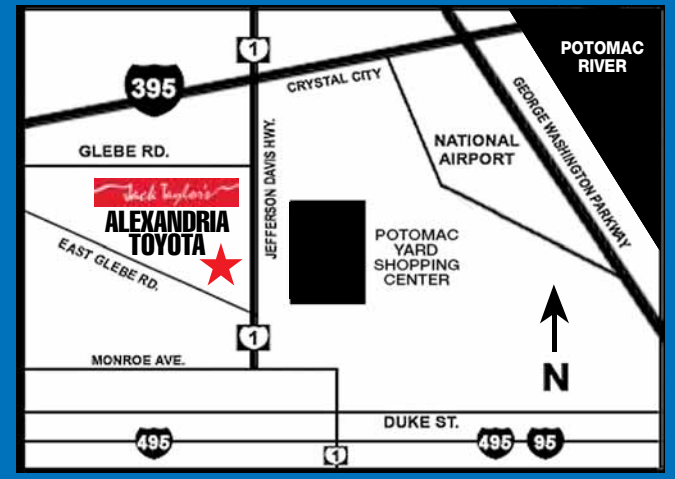 1
POTOMAC
RIVER
395
CRYSTAL CITY
GEORGE WASHINGTON PARKWAY
GLEBE RD.
JEFFERSON DAVIS HWY.
NATIONAL
AIRPORT
Jack Taylor's
ALEXANDRIA
TOYOTA
EAST GLEBE RD.
POTOMAC
YARD
SHOPPING
CENTER
1
MONROE AVE.
N
DUKE ST.
495
1
495
95